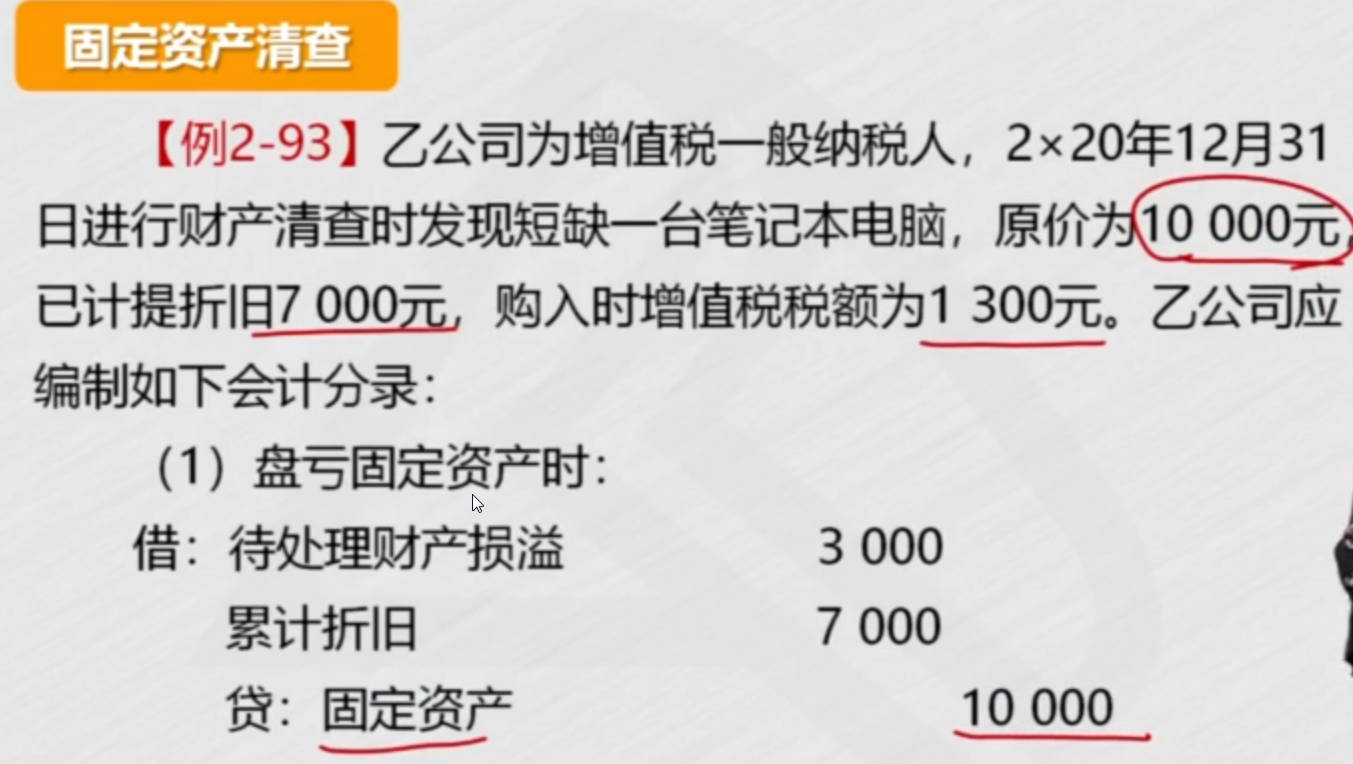 固定资产清查
【例2-93】乙公司为增值税一般纳税人，2×20年12月31
日进行财产清查时发现短缺一台笔记本电脑，原价为10 000元，
已计提折旧7 000元，购入时增值税税额为1 300元。乙公司应
编制如下会计分录：
（1）盘亏固定资产时：
借：待处理财产损溢 3 000
累计折旧 7 000
贷：固定资产 10 000